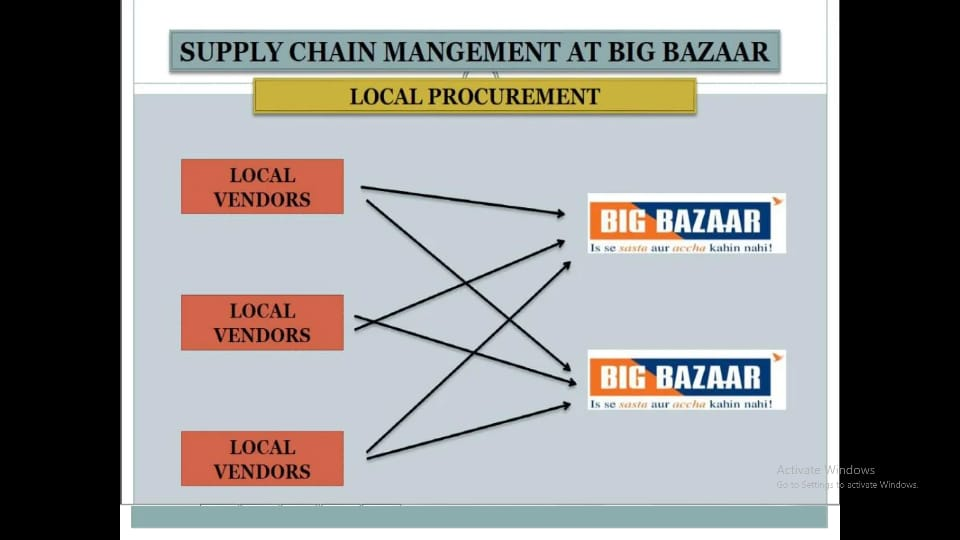 SUPPLY CHAIN MANGEMENT AT BIG BAZAAR
LOCAL PROCUREMENT
LOCAL
VENDORS
BIG BAZAAR
Is se sasta aur accha kahin nahi!
LOCAL
VENDORS
BIG BAZAAR
Is se sasta aur accha kahin nahi!
LOCAL
VENDORS
Activate Windows
Go to Settings to activate Windows.